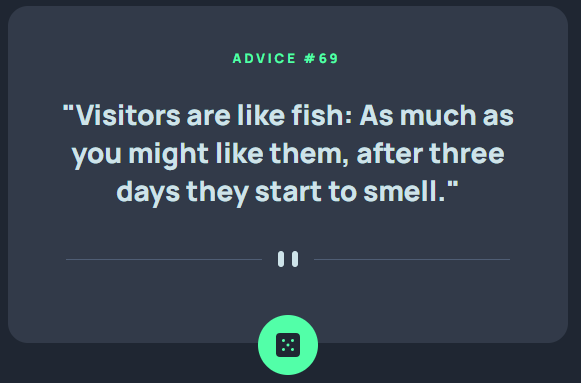 ADVICE #69
"Visitors are like fish: As much as
you might like them, after three
days they start to smell."